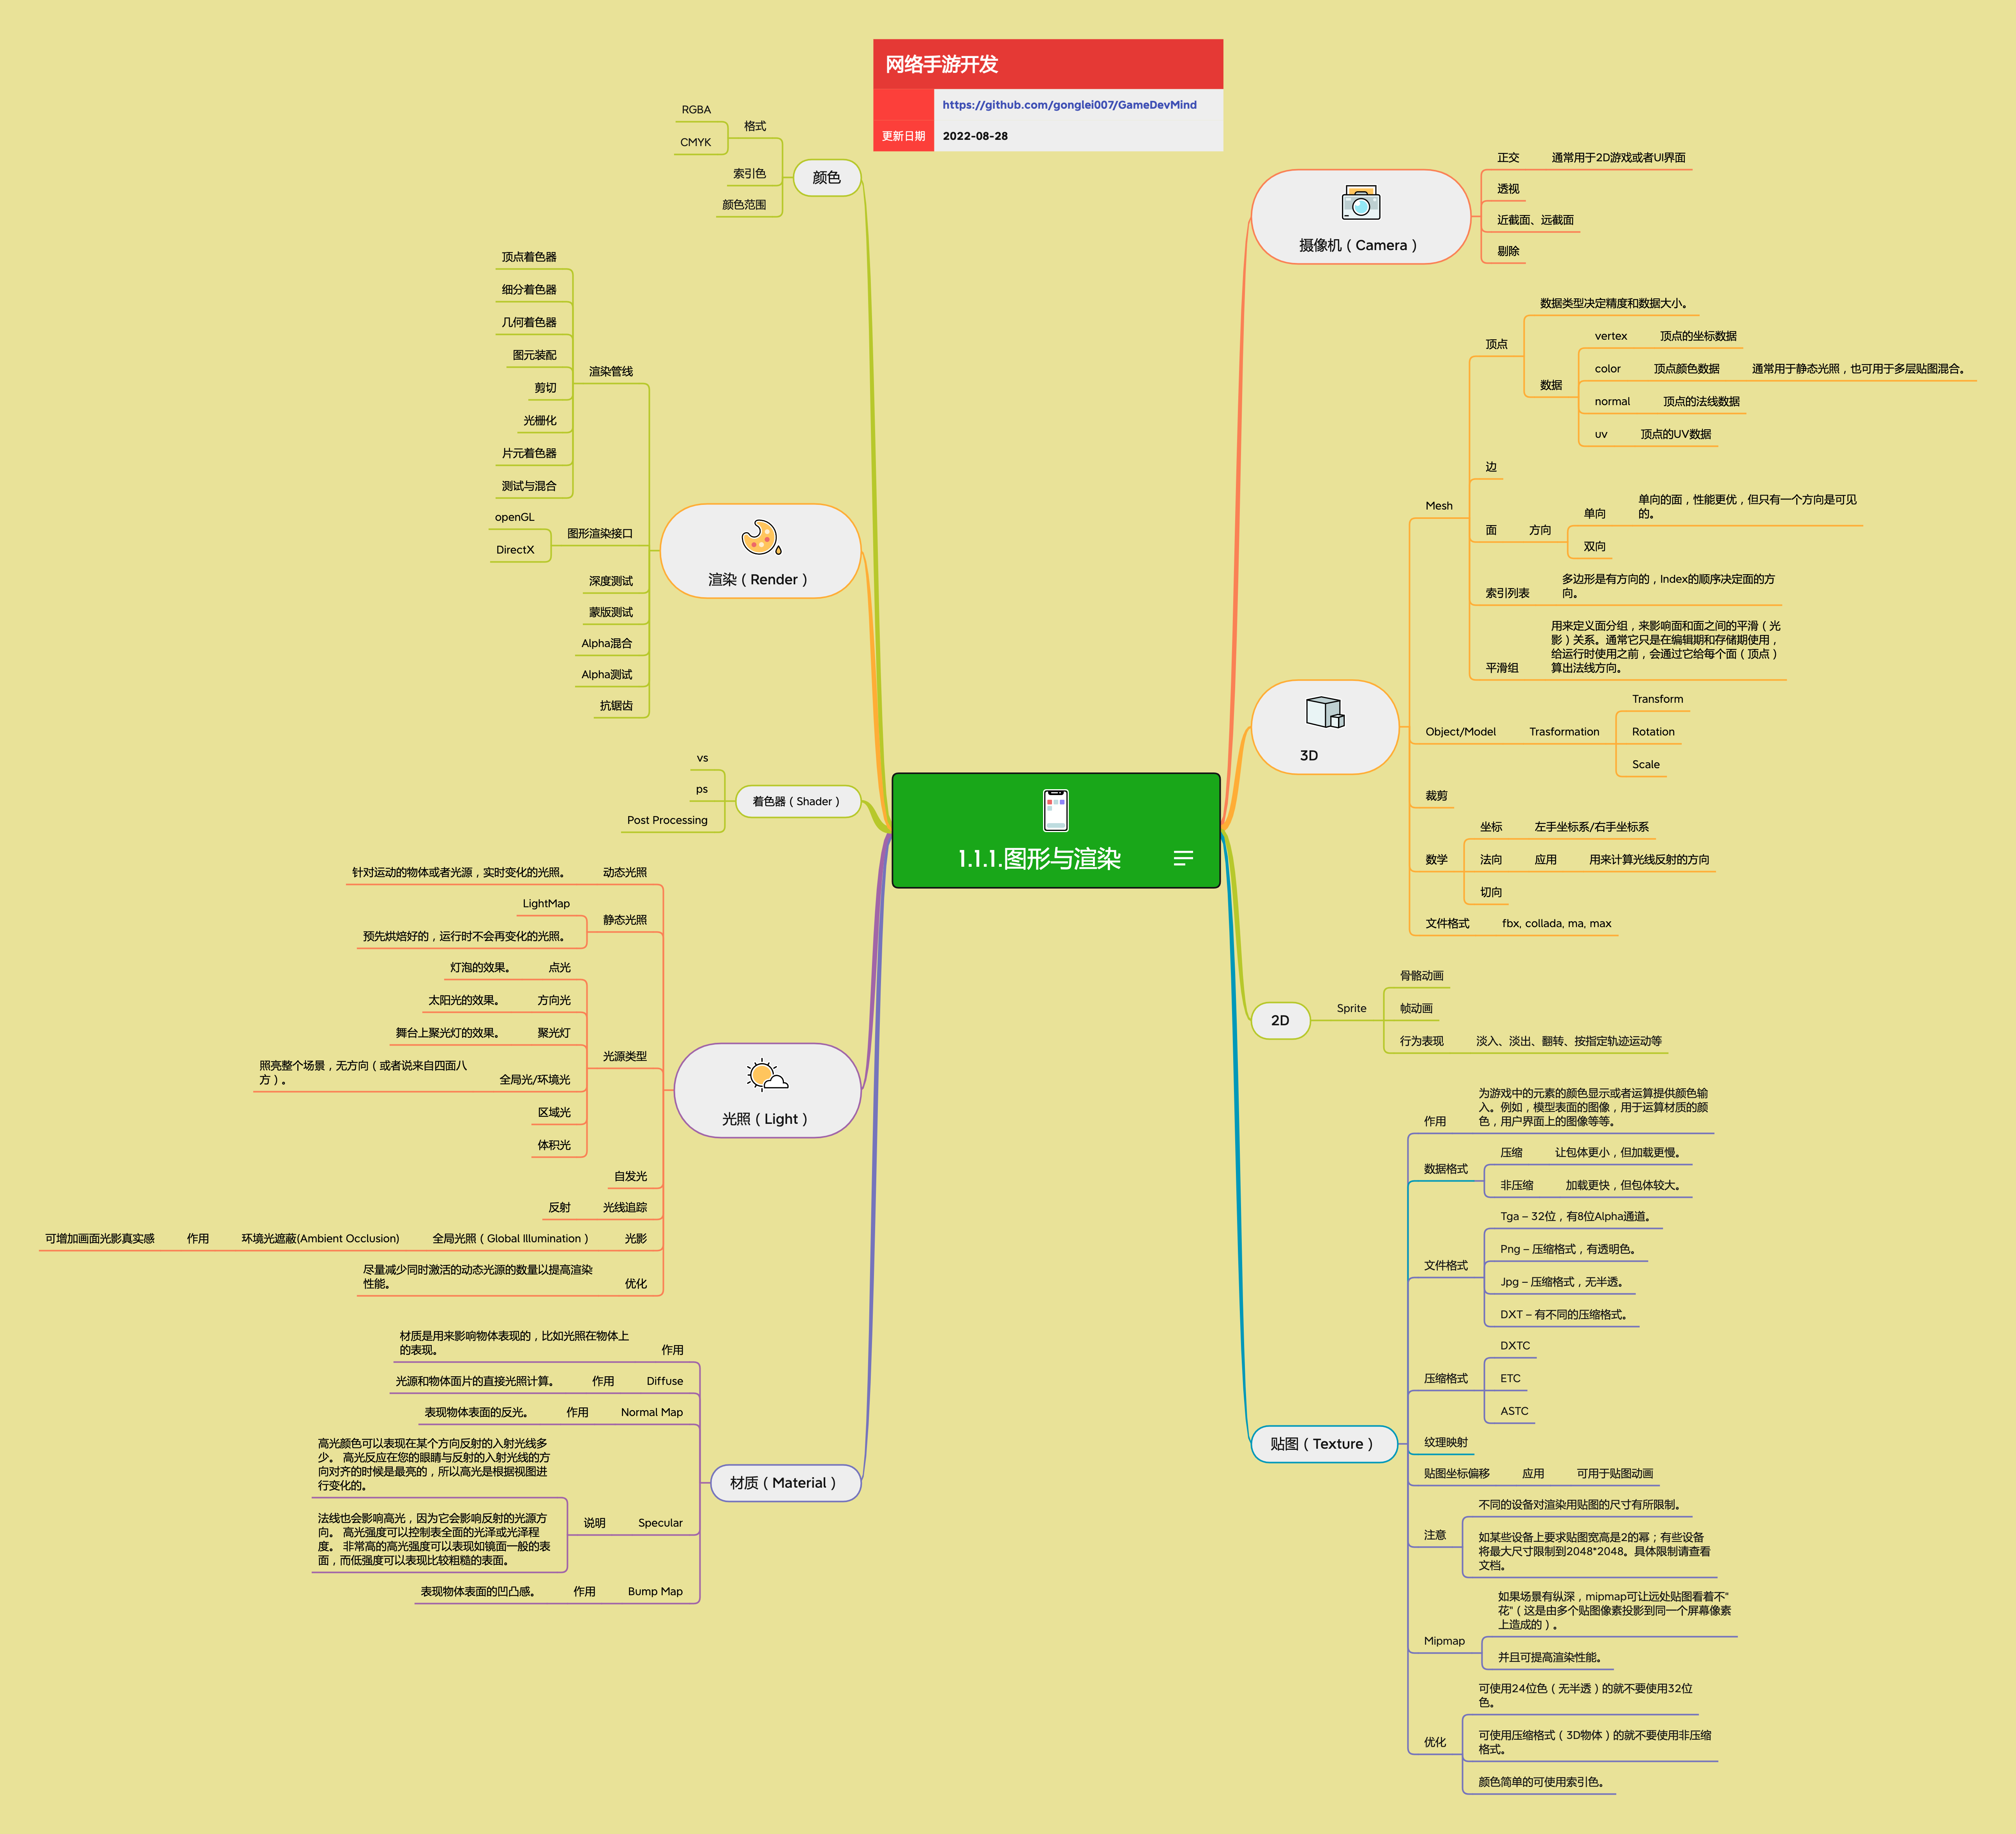 网络手游开发
https://github.com/gonglei007/GameDevMind
更新日期
2022-08-28
1.1.1.图形与渲染
颜色
格式
RGBA
CMYK
索引色
颜色范围
渲染（Render）
渲染管线
顶点着色器
细分着色器
几何着色器
图元装配
剪切
光栅化
片元着色器
测试与混合
图形渲染接口
openGL
DirectX
深度测试
蒙版测试
Alpha混合
Alpha测试
抗锯齿
着色器（Shader）
vs
ps
Post Processing
光照（Light）
动态光照
针对运动的物体或者光源，实时变化的光照。
静态光照
LightMap
预先烘焙好的，运行时不会再变化的光照。
光源类型
点光
灯泡的效果。
方向光
太阳光的效果。
聚光灯
舞台上聚光灯的效果。
全局光/环境光
照亮整个场景，无方向（或者说来自四面八
方）。
区域光
体积光
自发光
光线追踪
反射
光影
全局光照（Global Illumination）
环境光遮蔽(Ambient Occlusion)
作用
可增加画面光影真实感
优化
尽量减少同时激活的动态光源的数量以提高渲染
性能。
材质（Material）
作用
材质是用来影响物体表现的，比如光照在物体上
的表现。
Diffuse
作用
光源和物体面片的直接光照计算。
Normal Map
作用
表现物体表面的反光。
Specular
说明
高光颜色可以表现在某个方向反射的入射光线多
少。 高光反应在您的眼睛与反射的入射光线的方
向对齐的时候是最亮的，所以高光是根据视图进
行变化的。
法线也会影响高光，因为它会影响反射的光源方
向。 高光强度可以控制表全面的光泽或光泽程
度。 非常高的高光强度可以表现如镜面一般的表
面，而低强度可以表现比较粗糙的表面。
Bump Map
作用
表现物体表面的凹凸感。
摄像机（Camera）
正交
通常用于2D游戏或者UI界面
透视
近截面、远截面
剔除
3D
Mesh
顶点
数据类型决定精度和数据大小。
数据
vertex
顶点的坐标数据
color
顶点颜色数据
通常用于静态光照，也可用于多层贴图混合。
normal
顶点的法线数据
uv
顶点的UV数据
边
面
方向
单向
单向的面，性能更优，但只有一个方向是可见
的。
双向
索引列表
多边形是有方向的，Index的顺序决定面的方
向。
平滑组
用来定义面分组，来影响面和面之间的平滑（光
影）关系。通常它只是在编辑期和存储期使用，
给运行时使用之前，会通过它给每个面（顶点）
算出法线方向。
Object/Model
Trasformation
Transform
Rotation
Scale
裁剪
数学
坐标
左手坐标系/右手坐标系
法向
应用
用来计算光线反射的方向
切向
文件格式
fbx, collada, ma, max
2D
Sprite
骨骼动画
帧动画
行为表现
淡入、淡出、翻转、按指定轨迹运动等
贴图（Texture）
作用
为游戏中的元素的颜色显示或者运算提供颜色输
入。例如，模型表面的图像，用于运算材质的颜
色，用户界面上的图像等等。
数据格式
压缩
让包体更小，但加载更慢。
非压缩
加载更快，但包体较大。
文件格式
Tga – 32位，有8位Alpha通道。
Png – 压缩格式，有透明色。
Jpg – 压缩格式，无半透。
DXT – 有不同的压缩格式。
压缩格式
DXTC
ETC
ASTC
纹理映射
贴图坐标偏移
应用
可用于贴图动画
注意
不同的设备对渲染用贴图的尺寸有所限制。
如某些设备上要求贴图宽高是2的幂；有些设备
将最大尺寸限制到2048*2048。具体限制请查看
文档。
Mipmap
如果场景有纵深，mipmap可让远处贴图看着不"
花"（这是由多个贴图像素投影到同一个屏幕像素
上造成的）。
并且可提高渲染性能。
优化
可使用24位色（无半透）的就不要使用32位
色。
可使用压缩格式（3D物体）的就不要使用非压缩
格式。
颜色简单的可使用索引色。